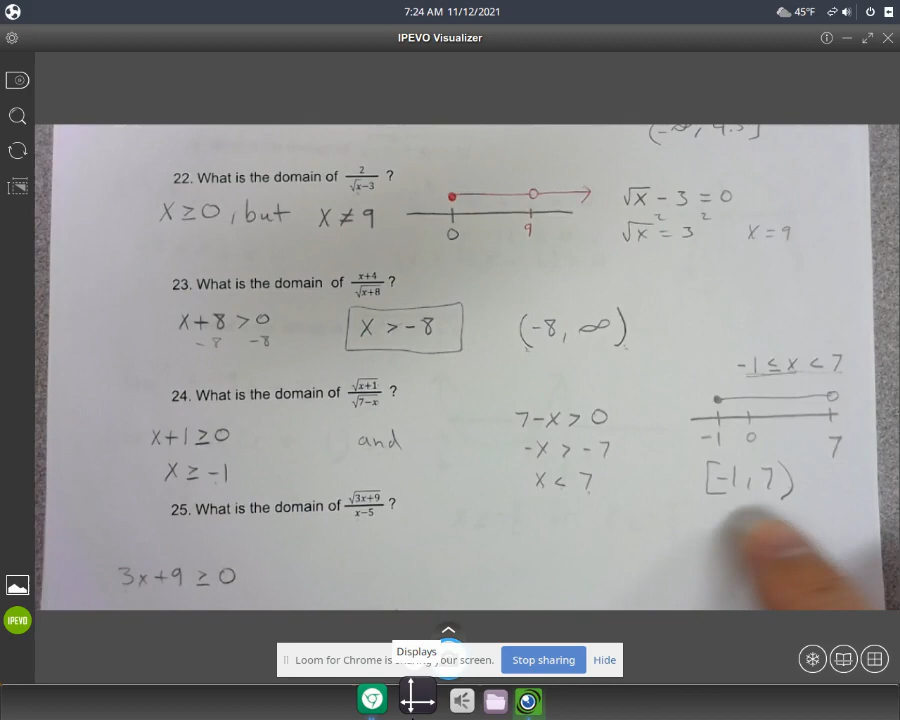 7:24 AM 11/12/2021
45°F
IPEVO Visualizer
22. What is the domain of 2/√x−3 ?
x ≥ 0, but x ≠ 9
0 9
√x - 3 = 0
√x² = 3² x = 9
23. What is the domain of x+4/√x+8 ?
x + 8 > 0
-8 -8
x > -8
(-8, ∞)
24. What is the domain of √x+1/√7−x ?
x + 1 ≥ 0 and
x ≥ -1
7 - x > 0
-x > -7
x < 7
-1 ≤ x < 7
-1 0 7
[-1, 7)
25. What is the domain of √3x+9/x−5 ?
3x + 9 ≥ 0
IPEVO
Displays
Loom for Chrome is sharing your screen.
Stop sharing
Hide